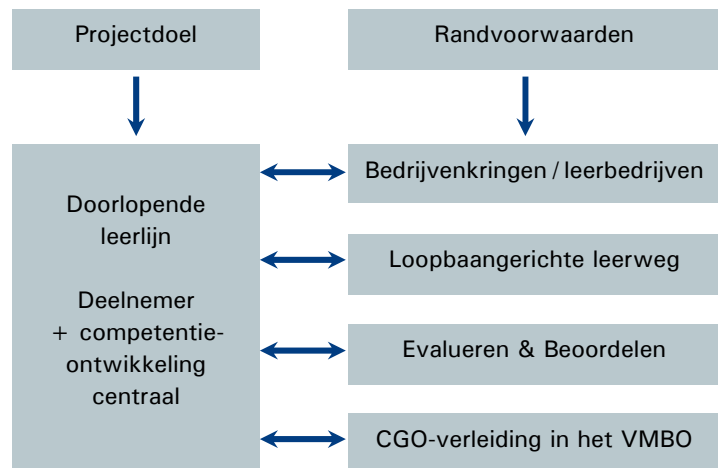 Projectdoel
Randvoorwaarden
Doorlopende
leerlijn
Deelnemer
+ competentie-
ontwikkeling
centraal
Bedrijvenkringen / leerbedrijven
Loopbaangerichte leerweg
Evalueren & Beoordelen
CGO-verleiding in het VMBO